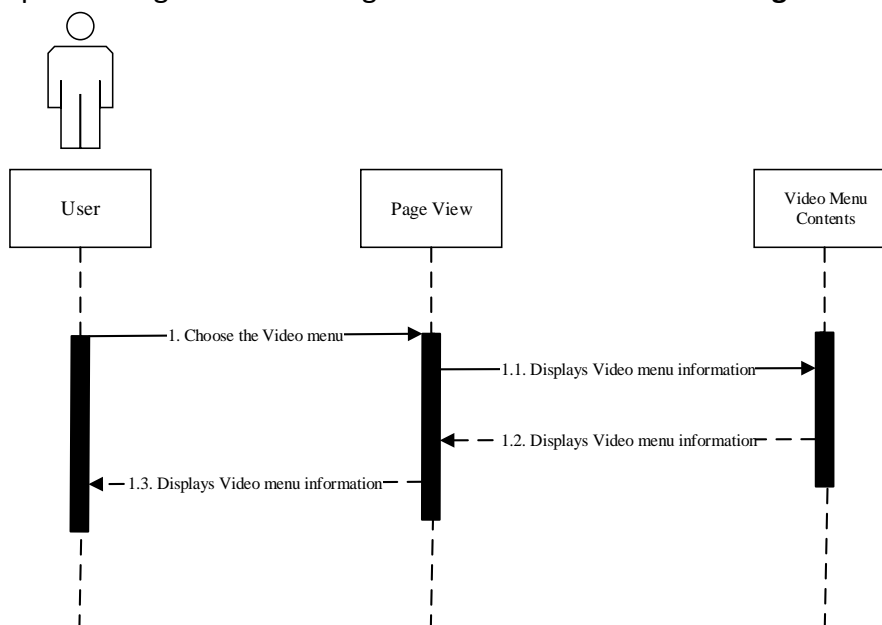 User
Page View
Video Menu
Contents
1. Choose the Video menu
1.1. Displays Video menu information
1.2. Displays Video menu information
1.3. Displays Video menu information